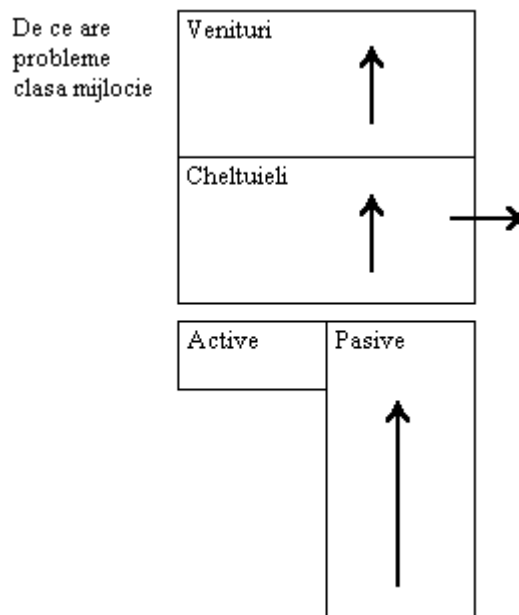 De ce are
probleme
clasa mijlocie
Venituri
Cheltuieli
Active
Pasive